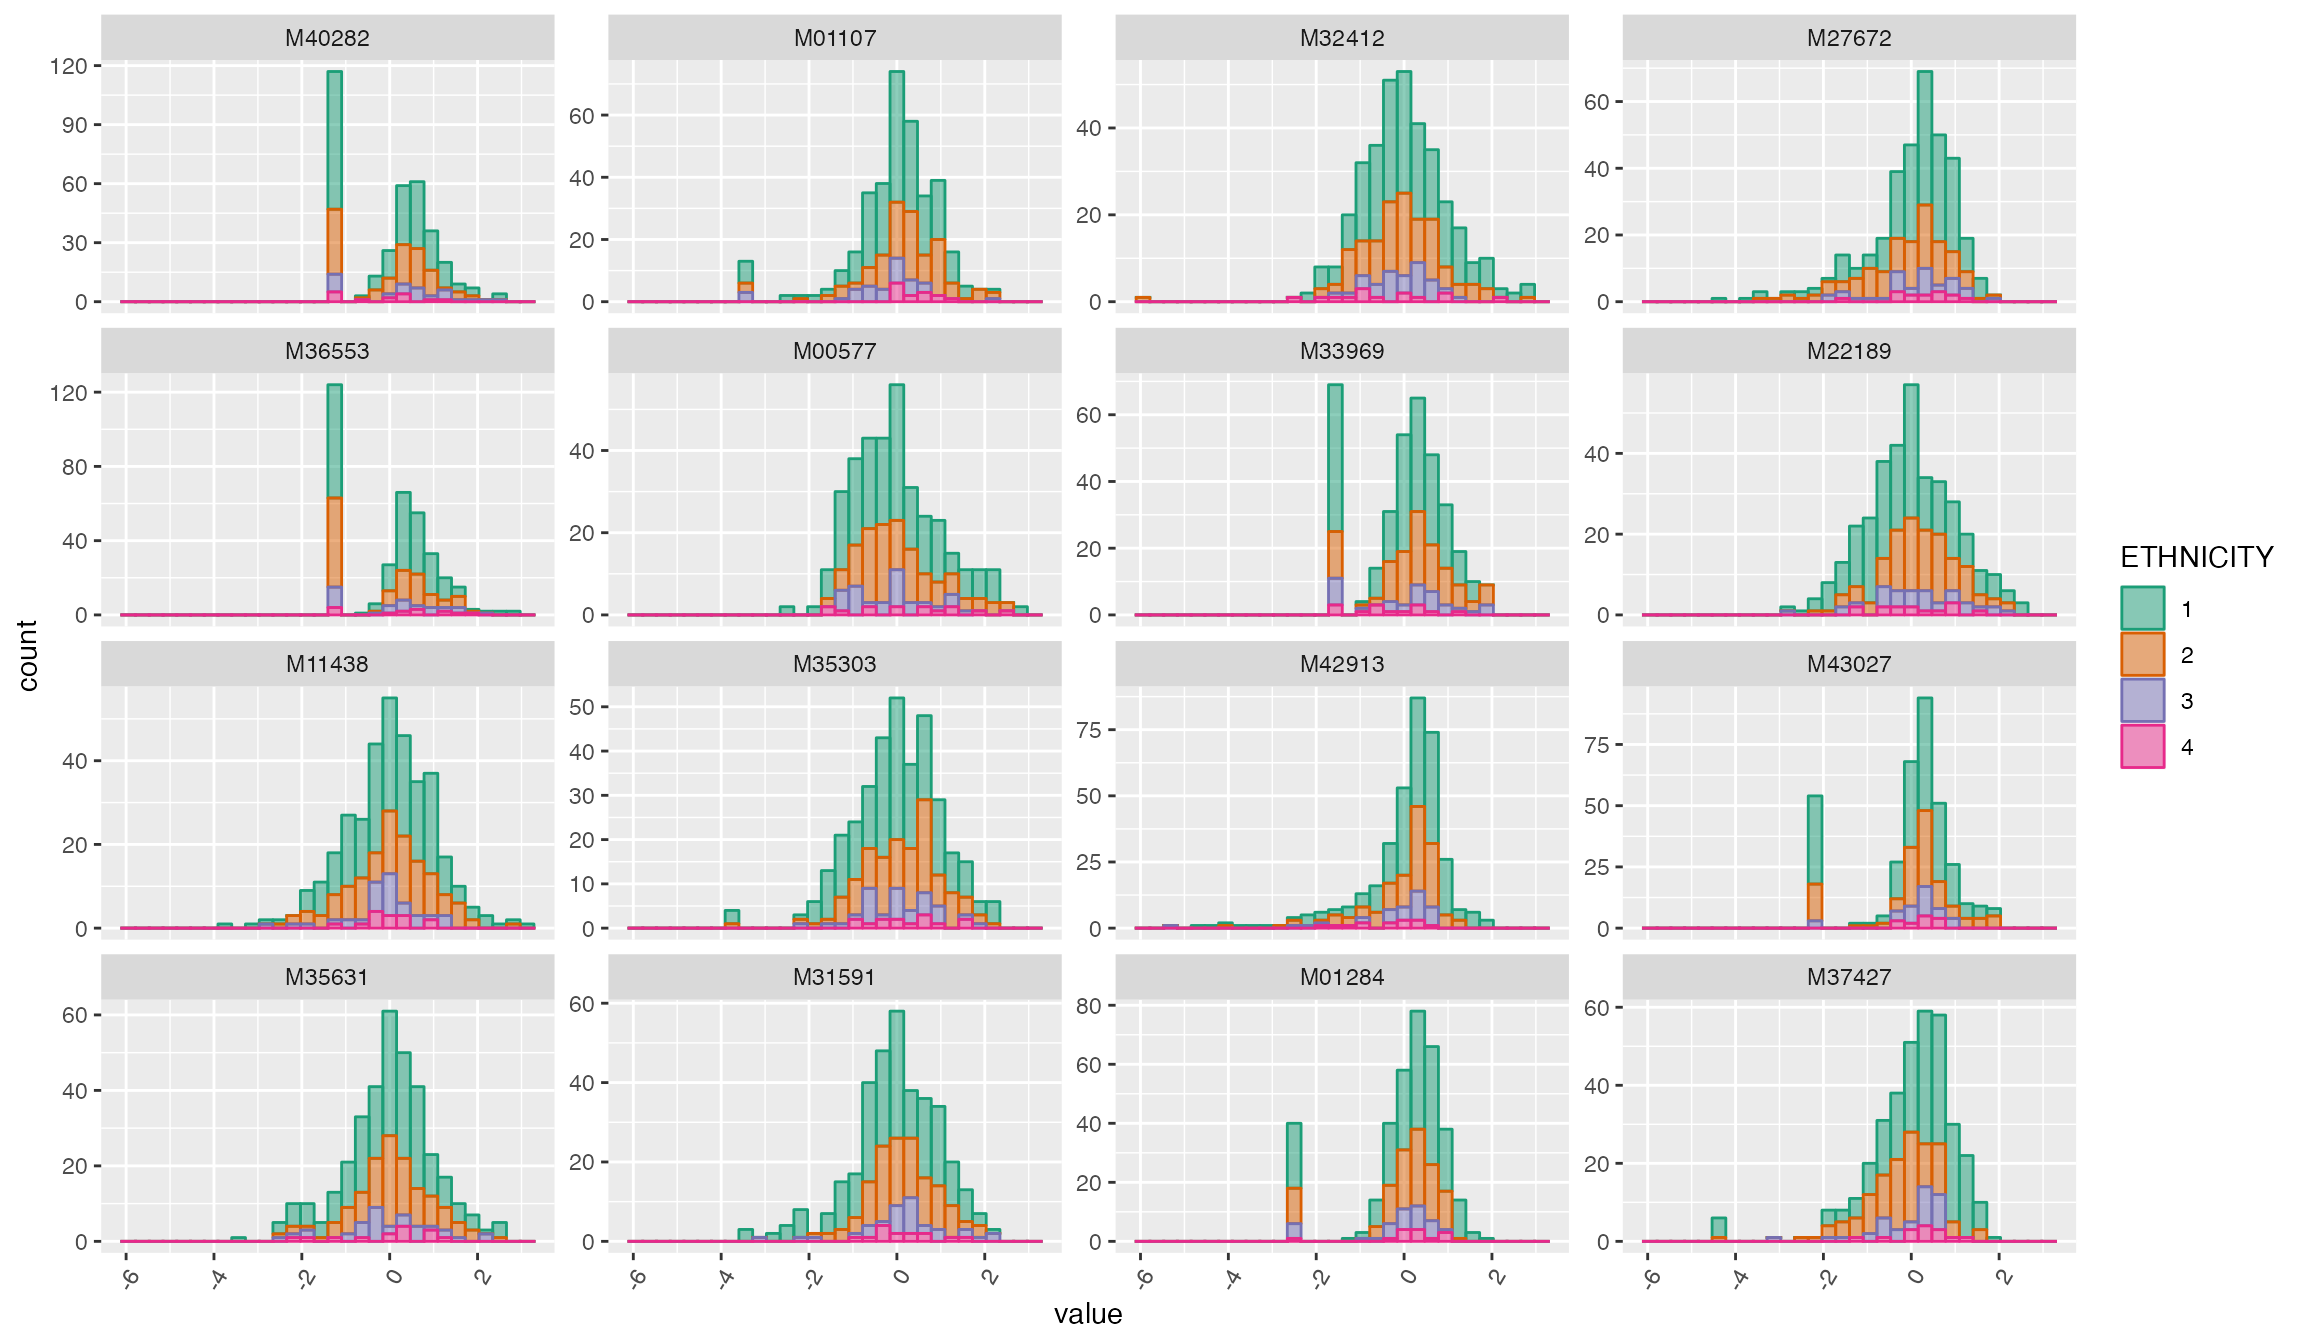 M40282 M01107 M32412 M27672
120 90 60 30 0
60 40 20 0
40 20 0
60 40 20 0
M36553 M00577 M33969 M22189
120 80 40 0
40 20 0
60 40 20 0
40 20 0
count
ETHNICITY
1
2
3
4
M11438 M35303 M42913 M43027
40 20 0
50 40 30 20 10 0
75 50 25 0
75 50 25 0
M35631 M31591 M01284 M37427
60 40 20 0
60 40 20 0
80 60 40 20 0
60 40 20 0
-6 -4 -2 0 2 -6 -4 -2 0 2 -6 -4 -2 0 2 -6 -4 -2 0 2
value